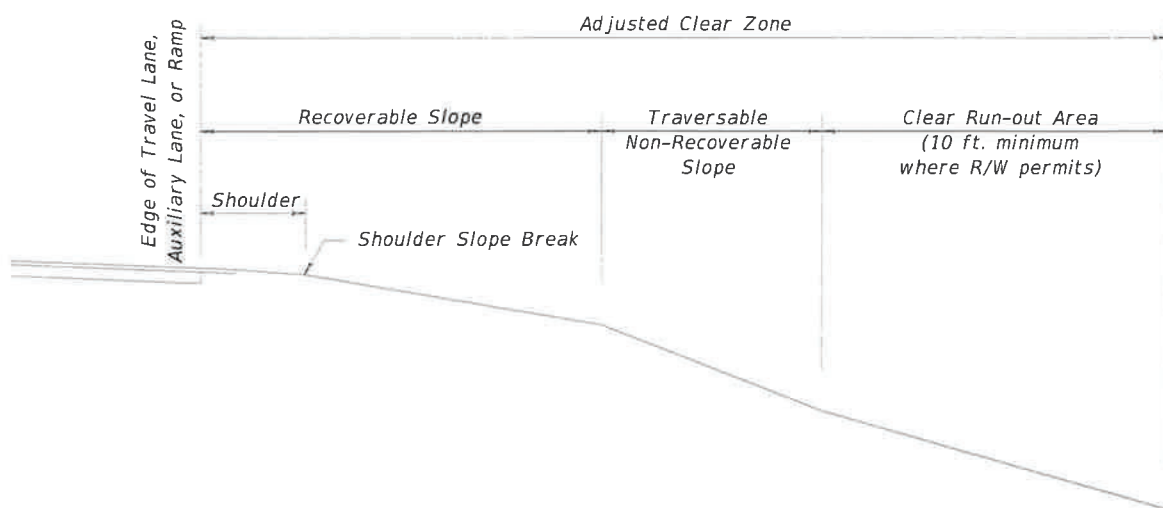 Adjusted Clear Zone
Edge of Travel Lane,
Auxiliary Lane, or Ramp
Recoverable Slope
Traversable
Non-Recoverable
Slope
Clear Run-out Area
(10 ft. minimum
where R/W permits)
Shoulder
Shoulder Slope Break